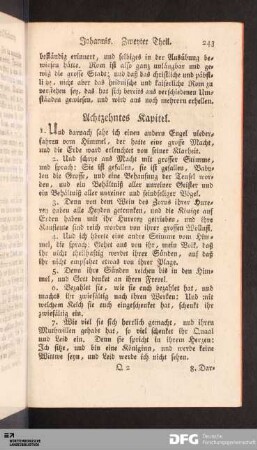 Johannis. Zweyter Theil. 243
beständig erinnert, und selbiges in der Ausübung be-
wiesen hätte. Rom ist also ganz unläugbar und ge-
wiß die große Stadt; und daß das christliche und päbst-
liche, nicht aber das heidnische und kaiserliche Rom zu
verstehen sey, das hat sich bereits aus verschiedenen Um-
ständen gewiesen, und wird aus noch mehrern erhellen.
Achtzehntes Kapitel.
1. Und darnach sahe ich einen andern Engel nieder-
fahren vom Himmel, der hatte eine große Macht,
und die Erde ward erleuchtet von seiner Klarheit.
2. Und schrye aus Macht mit großer Stimme,
und sprach: Sie ist gefallen, sie ist gefallen, Baby-
lon die Große, und eine Behausung der Teufel wor-
den, und ein Behältniß aller unreiner Geister und
ein Behältniß aller unreiner und feindseliger Vögel.
3. Denn von dem Wein des Zorns ihrer Hure-
rey haben alle Heyden getrunken, und die Könige auf
Erden haben mit ihr Hurerey getrieben, und ihre
Kaufleute sind reich worden von ihrer großen Wollust.
4. Und ich hörte eine andre Stimme vom Him-
mel, die sprach: Gehet aus von ihr, mein Volk, daß
ihr nicht theilhaftig werdet ihrer Sünden, auf daß
ihr nicht empfahet etwas von ihrer Plage.
5. Denn ihre Sünden reichen bis in den Him-
mel, und Gott denket an ihren Frevel.
6. Bezahlet sie, wie sie euch bezahlet hat, und
machets ihr zwiefältig nach ihren Werken: Und mit
welchem Kelch sie euch eingeschenket hat, schenket ihr
zwiefältig ein.
7. Wie viel sie sich herrlich gemacht, und ihren
Muthwillen gehabt hat, so viel schenket ihr Quaal
und Leid ein. Denn sie spricht in ihrem Herzen:
Ich sitze, und bin eine Königinn, und werde keine
Wittwe seyn, und Leid werde ich nicht sehen.
Q 2 8. Dar-
DFG Deutsche
Forschungsgemeinschaft